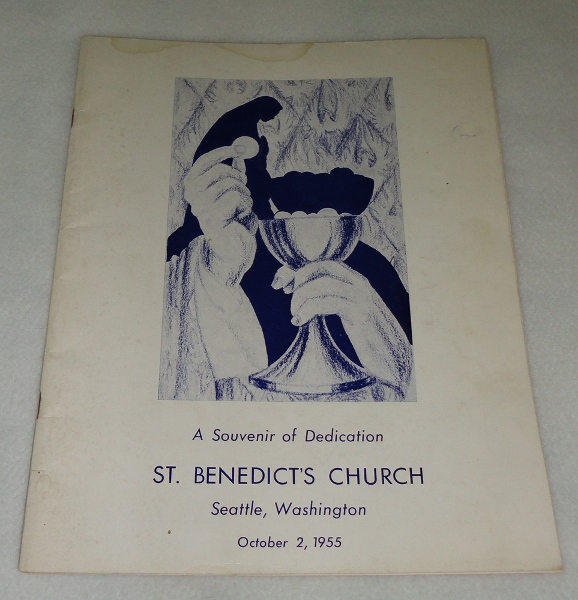 A Souvenir of Dedication
ST. BENEDICT'S CHURCH
Seattle, Washington
October 2, 1955